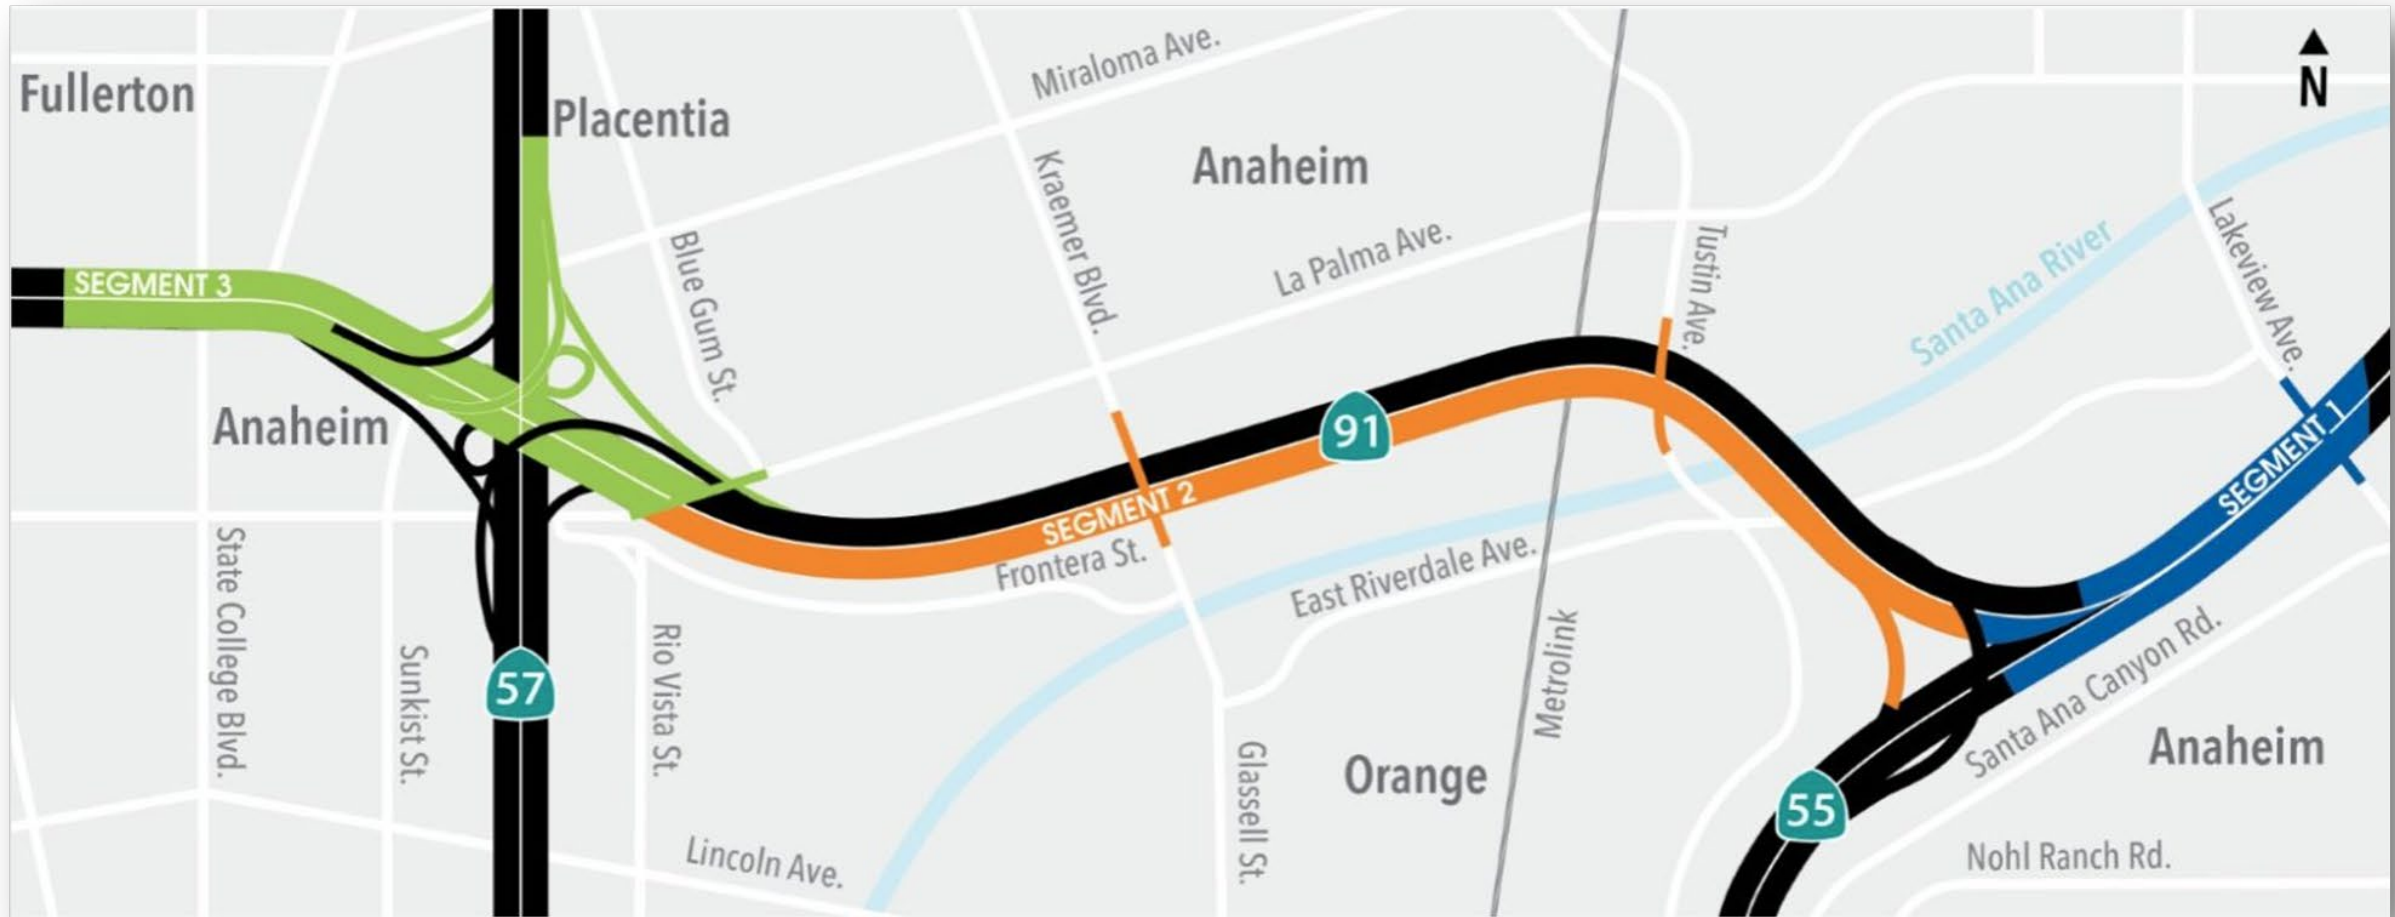 Miraloma Ave.
N
Fullerton
Placentia
Anaheim
Kraemer Blvd.
Blue Gum St.
La Palma Ave.
Tustin Ave.
Santa Ana River
Lakeview Ave.
SEGMENT 3
Anaheim
91
SEGMENT 2
SEGMENT 1
Frontera St.
East Riverdale Ave.
State College Blvd.
Sunkist St.
57
Rio Vista St.
Metrolink
Santa Ana Canyon Rd.
Anaheim
Orange
Glassell St.
55
Lincoln Ave.
Nohl Ranch Rd.